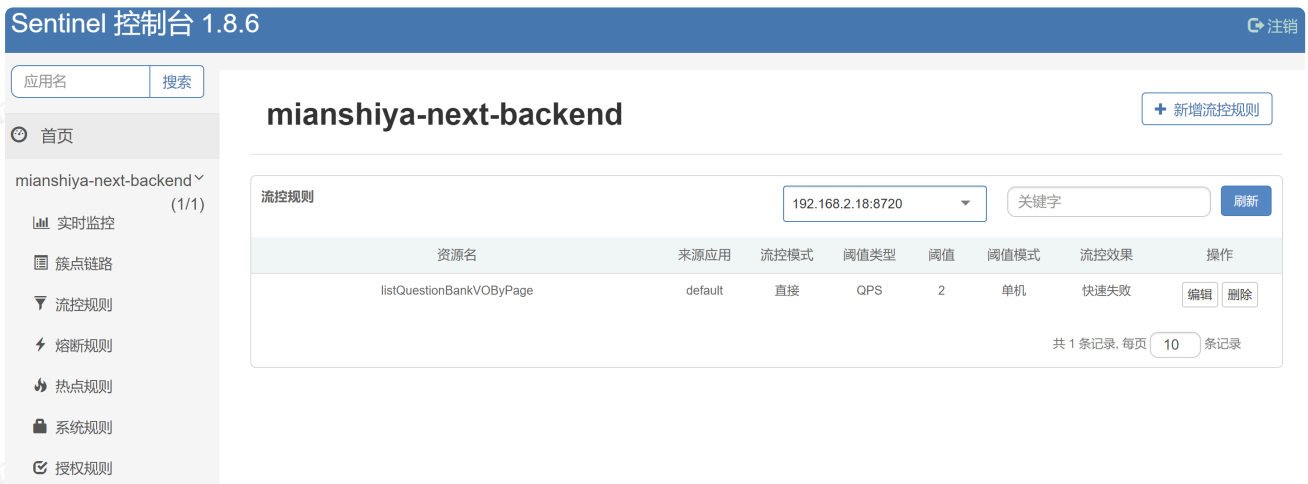 Sentinel 控制台 1.8.6
注销
应用名
搜索
首页
mianshiya-next-backend
(1/1)
实时监控
簇点链路
流控规则
熔断规则
热点规则
系统规则
授权规则
mianshiya-next-backend
新增流控规则
流控规则
192.168.2.18:8720
关键字
刷新
资源名 来源应用 流控模式 阈值类型 阈值 阈值模式 流控效果 操作
listQuestionBankVOByPage default 直接 QPS 2 单机 快速失败 编辑 删除
共 1 条记录, 每页 10 条记录